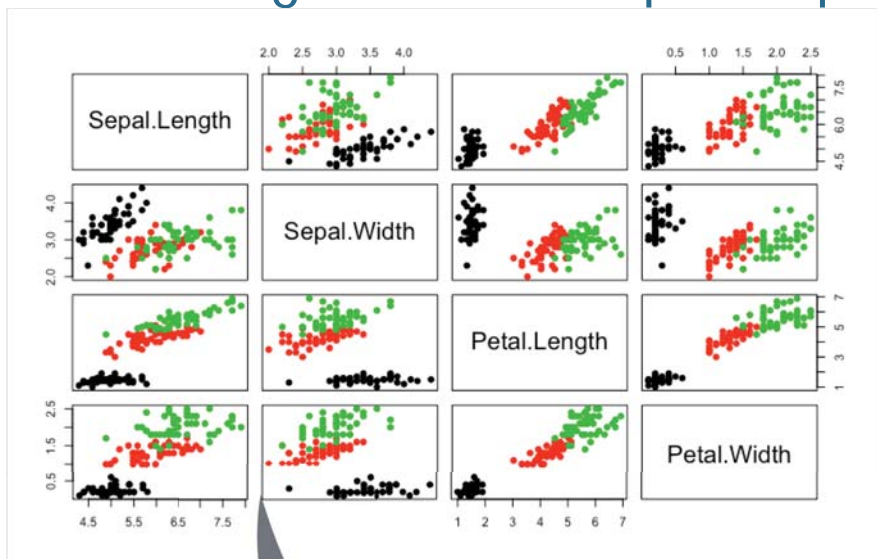 2.0 2.5 3.0 3.5 4.0
0.5 1.0 1.5 2.0 2.5
Sepal.Length
4.5 6.0 7.5
2.0 3.0 4.0
Sepal.Width
Petal.Length
1 3 5 7
0.5 1.5 2.5
Petal.Width
4.5 5.5 6.5 7.5
1 2 3 4 5 6 7